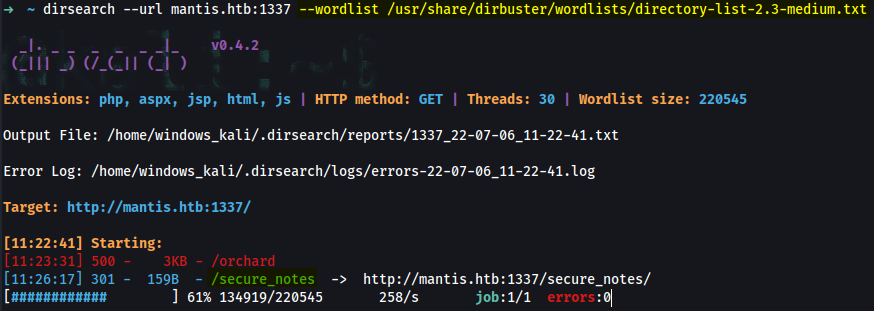 ➜ ~ dirsearch --url mantis.htb:1337 --wordlist /usr/share/dirbuster/wordlists/directory-list-2.3-medium.txt
_|. _ _ _ _ _ _|_ v0.4.2
(_||| _) (/_(_|| (_| )
Extensions: php, aspx, jsp, html, js | HTTP method: GET | Threads: 30 | Wordlist size: 220545
Output File: /home/windows_kali/.dirsearch/reports/1337_22-07-06_11-22-41.txt
Error Log: /home/windows_kali/.dirsearch/logs/errors-22-07-06_11-22-41.log
Target: http://mantis.htb:1337/
[11:22:41] Starting:
[11:23:31] 500 - 3KB - /orchard
[11:26:17] 301 - 159B - /secure_notes -> http://mantis.htb:1337/secure_notes/
[############ ] 61% 134919/220545 258/s job:1/1 errors:0